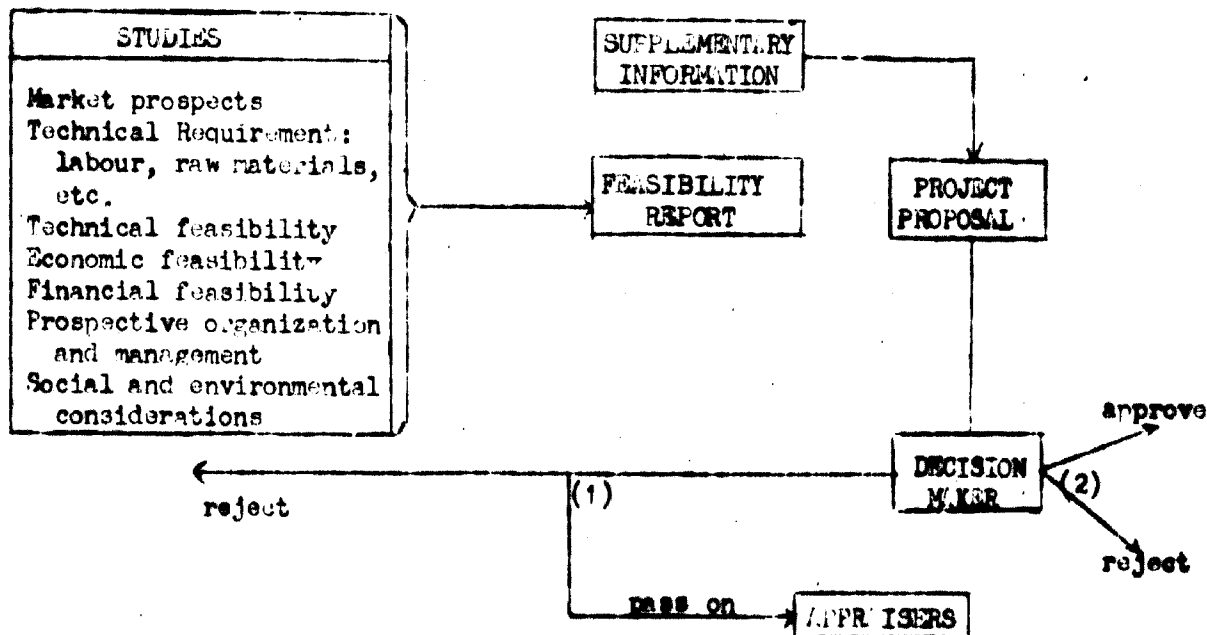 STUDIES
Market prospects
Technical Requirement:
labour, raw materials,
etc.
Technical feasibility
Economic feasibility
Financial feasibility
Prospective organization
and management
Social and environmental
considerations
SUPPLEMENTARY
INFORMATION
FEASIBILITY
REPORT
PROJECT
PROPOSAL
DECISION
MAKER
approve
(2)
reject
(1)
reject
pass on
APPRAISERS